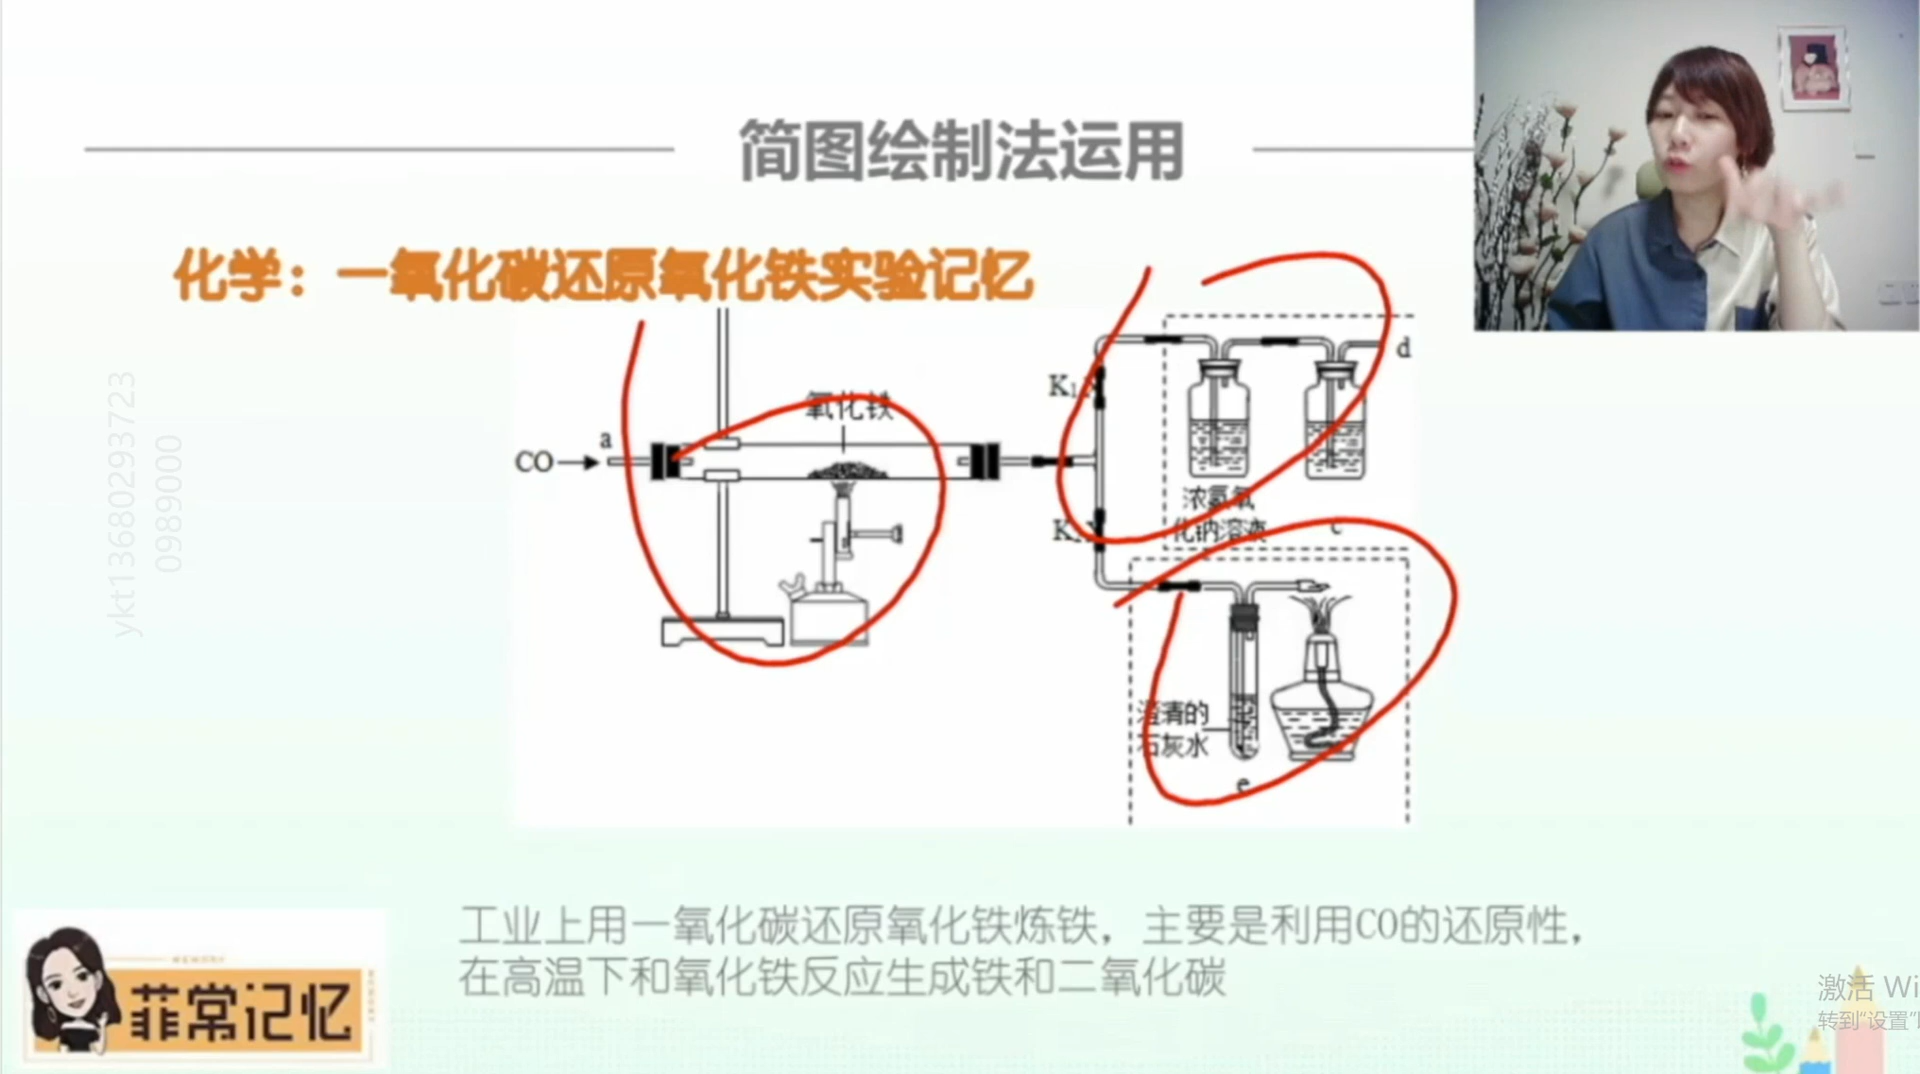 简图绘制法运用
化学：一氧化碳还原氧化铁实验记忆
ykt1368029372309989000
氧化铁
CO
a
K₁
d
浓氢氧
化钠溶液
c
K₂
澄清的
石灰水
e
工业上用一氧化碳还原氧化铁炼铁，主要是利用CO的还原性，
在高温下和氧化铁反应生成铁和二氧化碳
菲常记忆
激活 Wi
转到"设置"